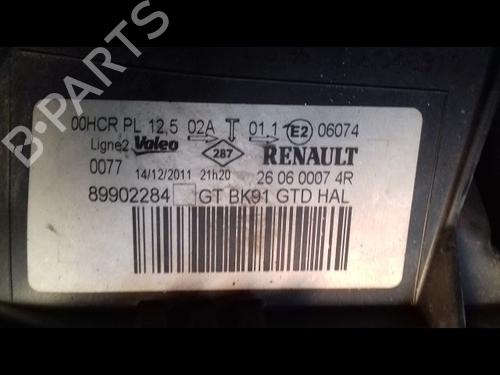 00HCR PL 12,5 02A T 01.1 E2 06074
Ligne2 Valeo 287 RENAULT
0077 14/12/2011 21h20 26 06 0007 4R
89902284 GT BK91 GTD HAL
B-PARTS